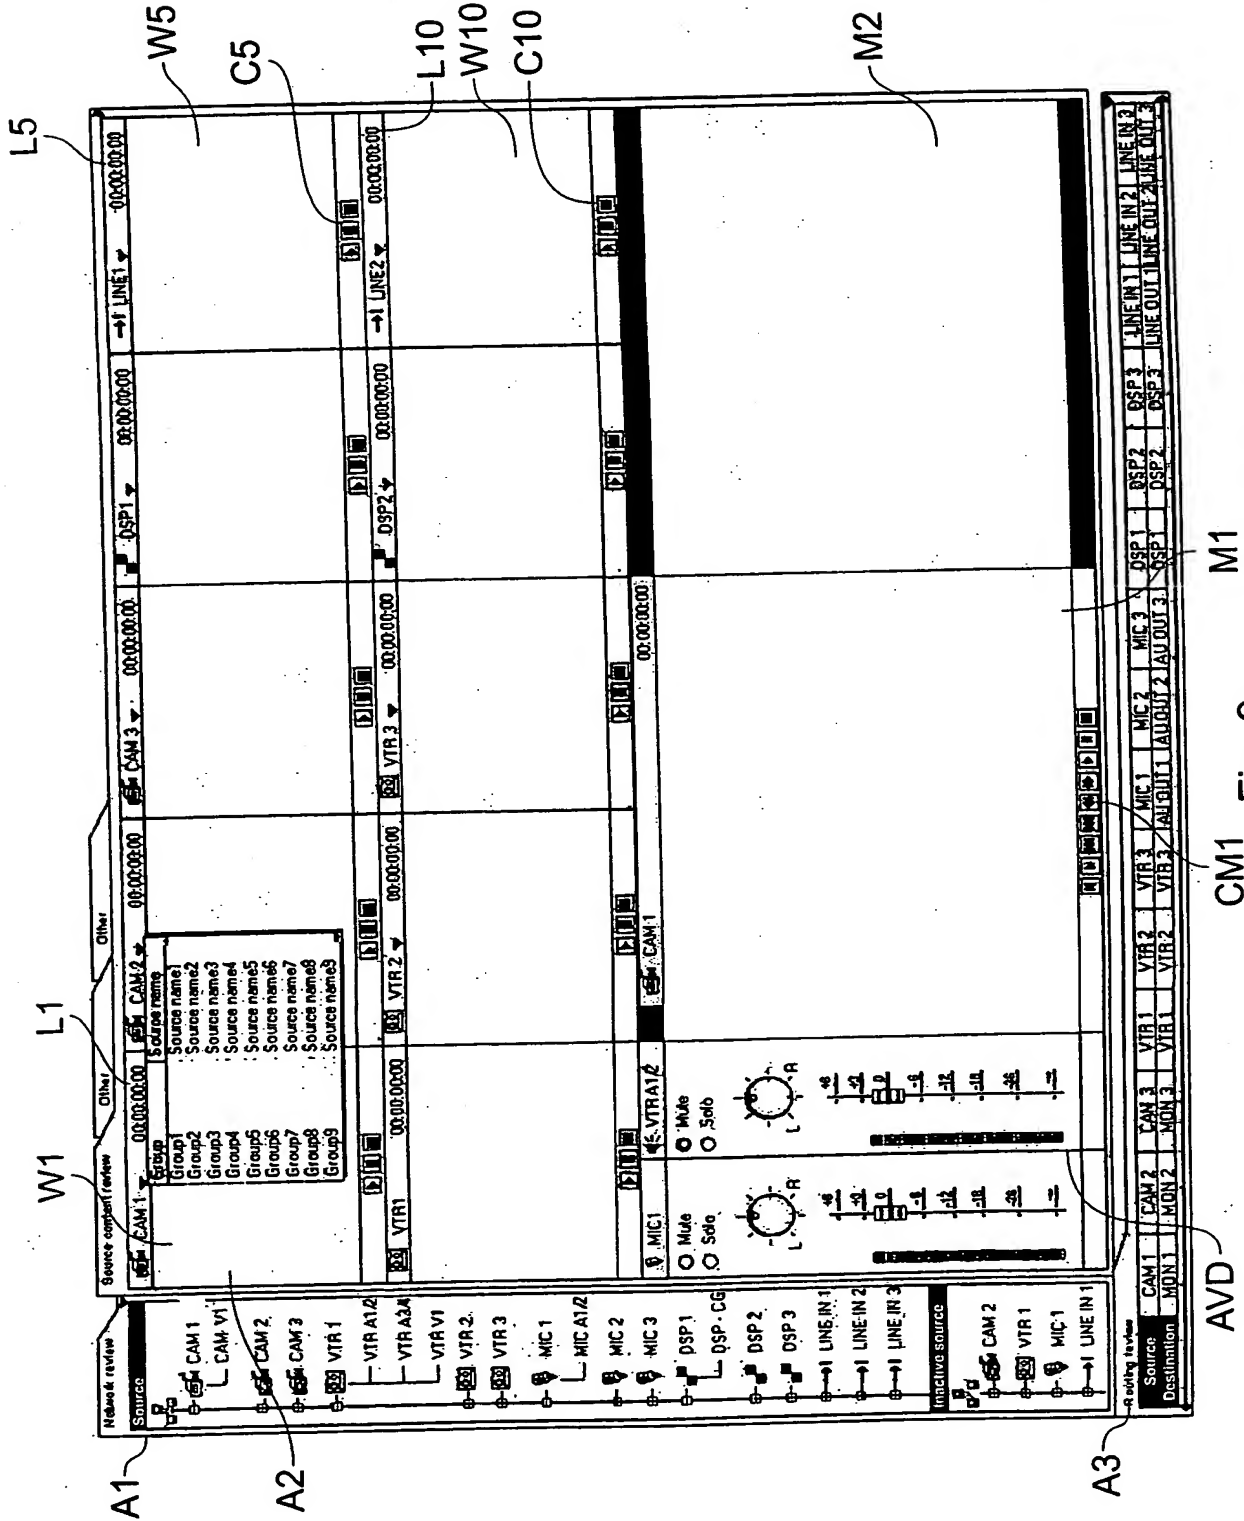 L5
W5
C5
L10
W10
C10
M2
L1
W1
A1
A2
A3
AVD
CM1
M1
Network review
Source
CAM 1
CAM V1
CAM 2
CAM 3
VTR 1
VTR A1/2
VTR A3/4
VTR V1
VTR 2
VTR 3
MIC 1
MIC A1/2
MIC 2
MIC 3
DSP 1
DSP - CG
DSP 2
DSP 3
LINE IN 1
LINE IN 2
LINE IN 3
Inactive source
CAM 2
VTR 1
MIC 1
LINE IN 1
Source content review
Other
Other
CAM 1 00:00:00:00
CAM 2 00:00:00:00
CAM 3 00:00:00:00
DSP1 00:00:00:00
LINE1 00:00:00:00
Group Source name
Group1 Source name1
Group2 Source name2
Group3 Source name3
Group4 Source name4
Group5 Source name5
Group6 Source name6
Group7 Source name7
Group8 Source name8
Group9 Source name9
VTR1 00:00:00:00
VTR 2 00:00:00:00
VTR 3 00:00:00:00
DSP2 00:00:00:00
LINE2 00:00:00:00
MIC1
Mute
Solo
L R
VTRA1/2
Mute
Solo
L R
CAM 1 00:00:00:00
Routing review
Source CAM 1 CAM 2 CAM 3 VTR 1 VTR 2 VTR 3 MIC 1 MIC 2 MIC 3 DSP 1 DSP 2 DSP 3 LINE IN 1 LINE IN 2 LINE IN 3
Destination MON 1 MON 2 MON 3 VTR 1 VTR 2 VTR 3 AU OUT 1 AU OUT 2 AU OUT 3 DSP 1 DSP 2 DSP 3 LINE OUT 1 LINE OUT 2 LINE OUT 3